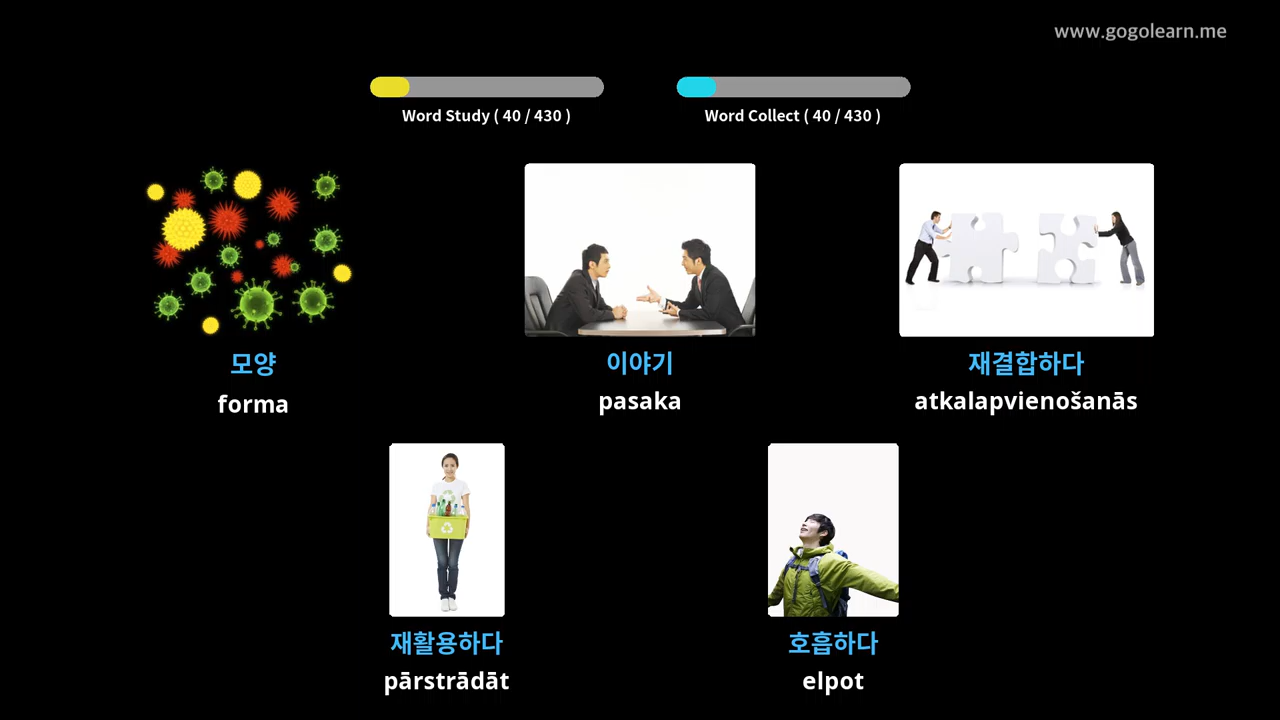 www.gogolearn.me
Word Study ( 40 / 430 )
Word Collect ( 40 / 430 )
모양
forma
이야기
pasaka
재결합하다
atkalapvienošanās
재활용하다
pārstrādāt
호흡하다
elpot